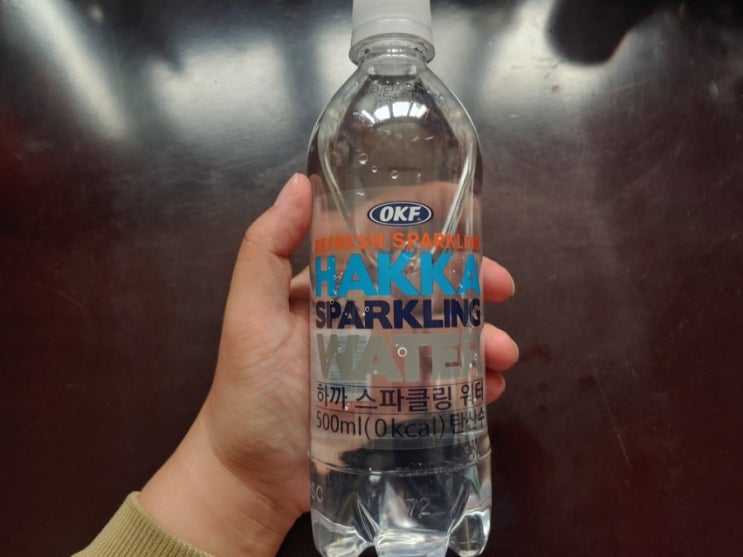 OKF
REFRESH SPARKLING
HAKKA
SPARKLING
WATER
하까 스파클링 워터
500ml(0kcal) 탄산수
72